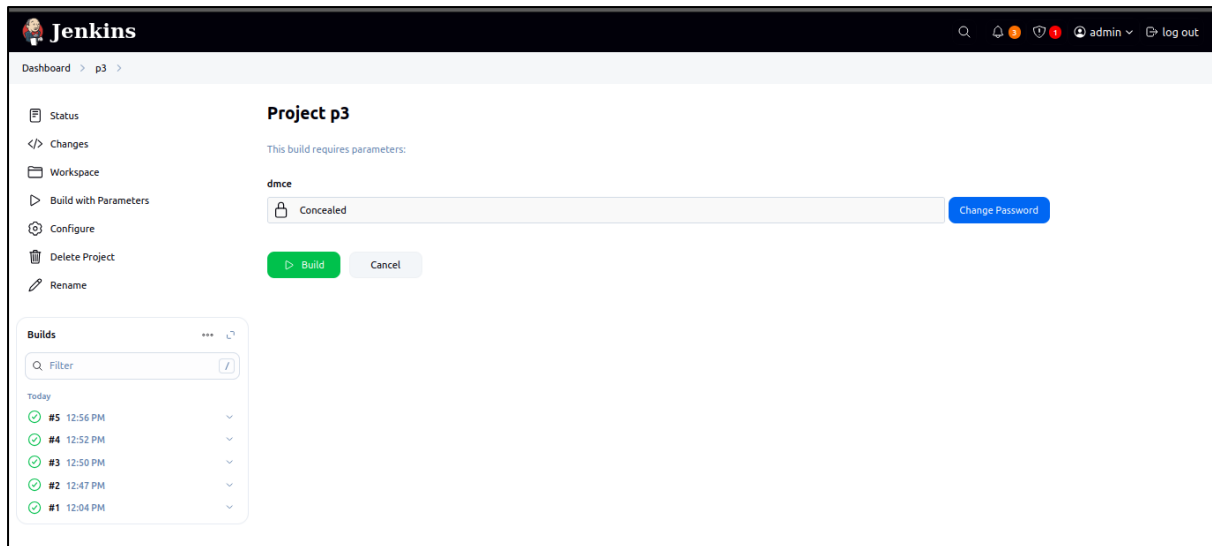 Jenkins
3 1 admin log out
Dashboard > p3 >
Status
Changes
Workspace
Build with Parameters
Configure
Delete Project
Rename
Project p3
This build requires parameters:
dmce
Concealed Change Password
Build Cancel
Builds
Filter /
Today
#5 12:56 PM
#4 12:52 PM
#3 12:50 PM
#2 12:47 PM
#1 12:04 PM